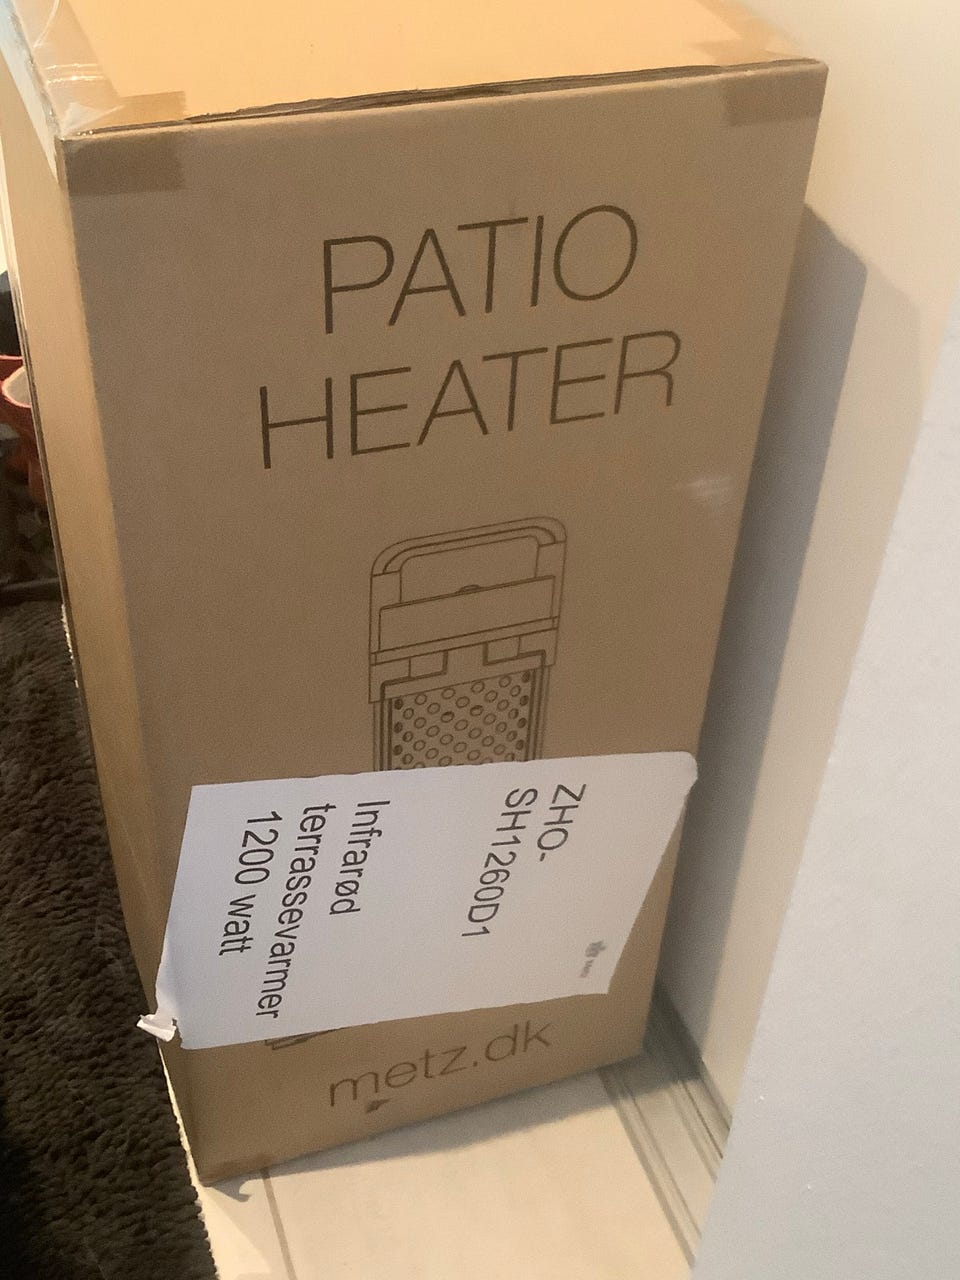 PATIO
HEATER
ZHO-
SH1260D1
Infrarød
terrassevarmer
1200 watt
metz.dk